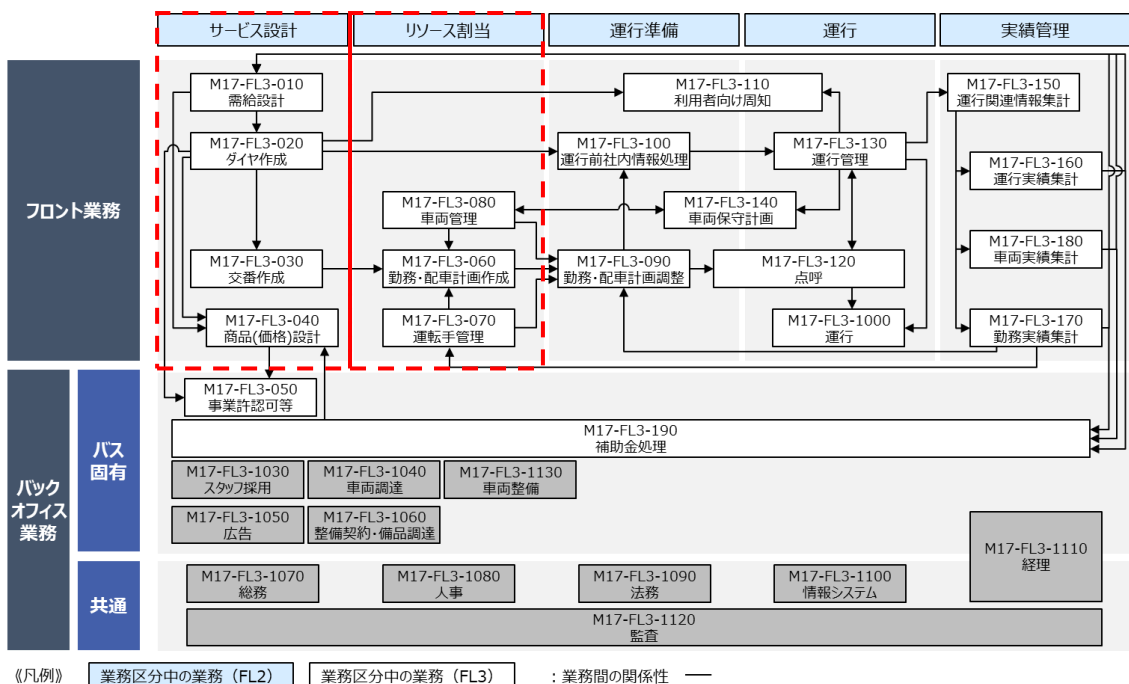 サービス設計
リソース割当
運行準備
運行
実績管理
フロント業務
M17-FL3-010
需給設計
M17-FL3-110
利用者向け周知
M17-FL3-150
運行関連情報集計
M17-FL3-020
ダイヤ作成
M17-FL3-100
運行前社内情報処理
M17-FL3-130
運行管理
M17-FL3-160
運行実績集計
M17-FL3-080
車両管理
M17-FL3-140
車両保守計画
M17-FL3-030
交番作成
M17-FL3-060
勤務・配車計画作成
M17-FL3-090
勤務・配車計画調整
M17-FL3-120
点呼
M17-FL3-180
車両実績集計
M17-FL3-040
商品(価格)設計
M17-FL3-070
運転手管理
M17-FL3-1000
運行
M17-FL3-170
勤務実績集計
バックオフィス業務
バス
固有
M17-FL3-050
事業許認可等
M17-FL3-190
補助金処理
M17-FL3-1030
スタッフ採用
M17-FL3-1040
車両調達
M17-FL3-1130
車両整備
M17-FL3-1050
広告
M17-FL3-1060
整備契約・備品調達
M17-FL3-1110
経理
共通
M17-FL3-1070
総務
M17-FL3-1080
人事
M17-FL3-1090
法務
M17-FL3-1100
情報システム
M17-FL3-1120
監査
《凡例》
業務区分中の業務（FL2）
業務区分中の業務（FL3）
：業務間の関係性